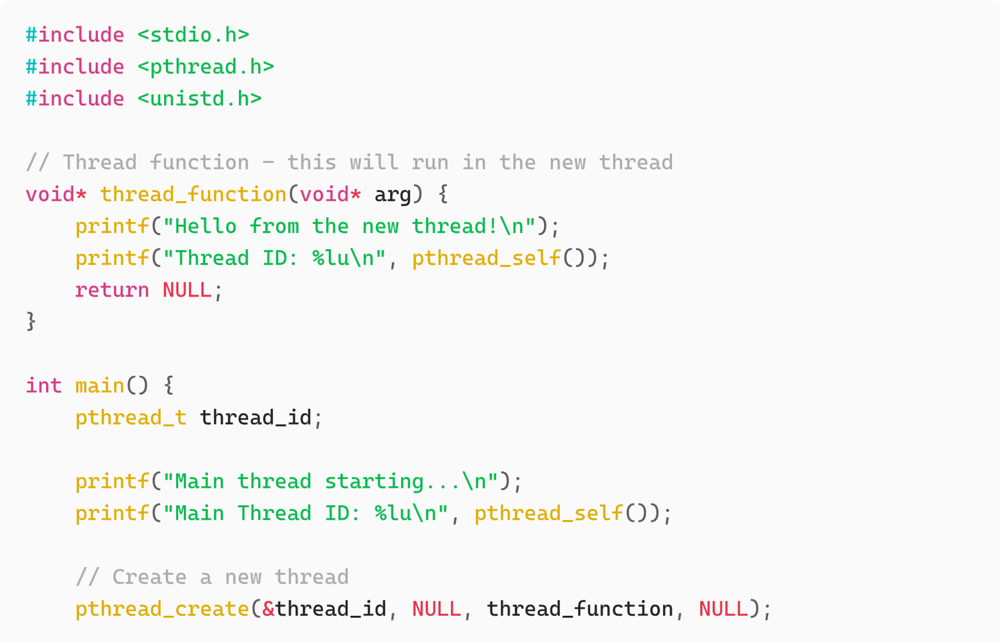 #include <stdio.h>
#include <pthread.h>
#include <unistd.h>

// Thread function – this will run in the new thread
void* thread_function(void* arg) {
    printf("Hello from the new thread!\n");
    printf("Thread ID: %lu\n", pthread_self());
    return NULL;
}

int main() {
    pthread_t thread_id;

    printf("Main thread starting...\n");
    printf("Main Thread ID: %lu\n", pthread_self());

    // Create a new thread
    pthread_create(&thread_id, NULL, thread_function, NULL);